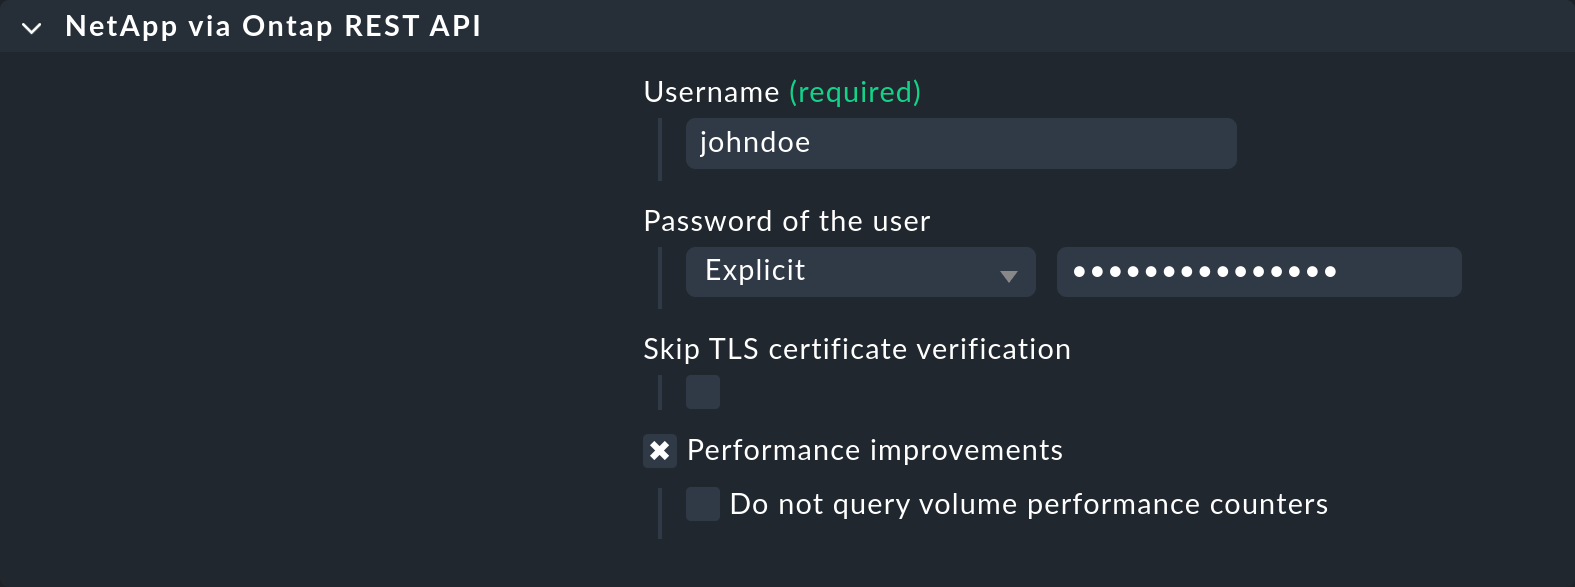 NetApp via Ontap REST API
Username (required)
johndoe
Password of the user
Explicit •••••••••••••••
Skip TLS certificate verification
Performance improvements
Do not query volume performance counters